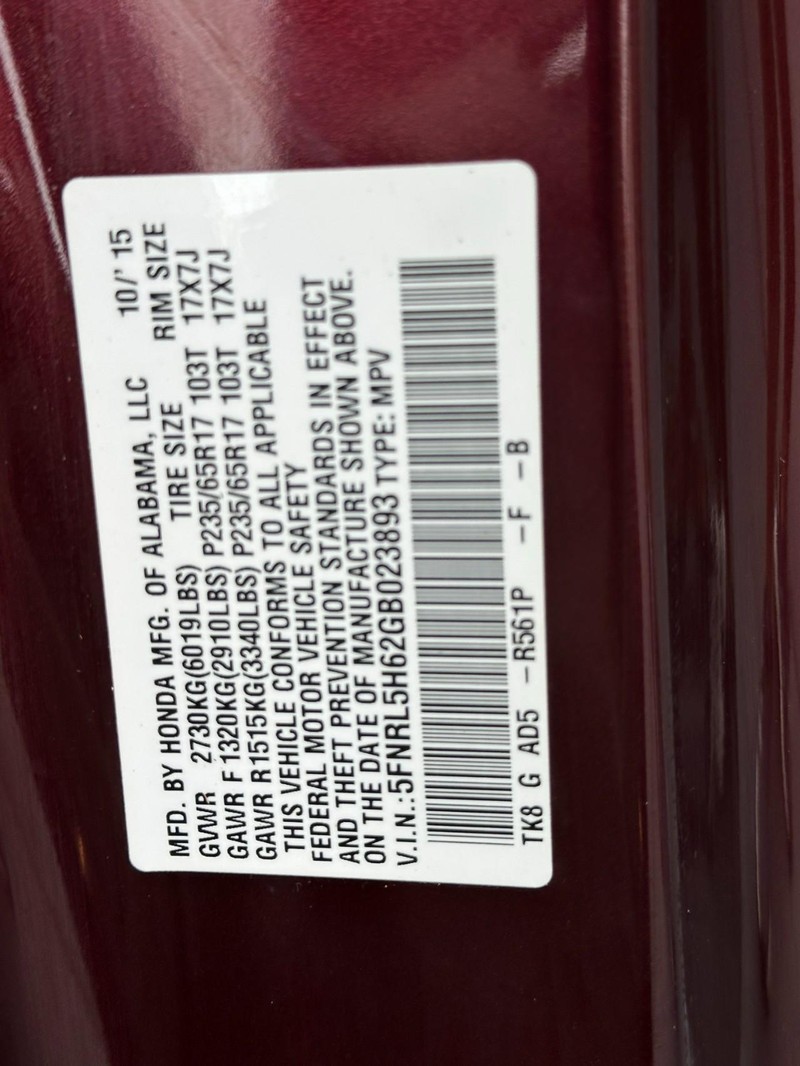 MFD. BY HONDA MFG. OF ALABAMA, LLC 10/'15
GVWR 2730KG(6019LBS) TIRE SIZE RIM SIZE
GAWR F 1320KG(2910LBS) P235/65R17 103T 17X7J
GAWR R1515KG(3340LBS) P235/65R17 103T 17X7J
THIS VEHICLE CONFORMS TO ALL APPLICABLE
FEDERAL MOTOR VEHICLE SAFETY
AND THEFT PREVENTION STANDARDS IN EFFECT
ON THE DATE OF MANUFACTURE SHOWN ABOVE.
V.I.N.:5FNRL5H62GB023893 TYPE: MPV
TK8 G AD5 -R561P -F -B